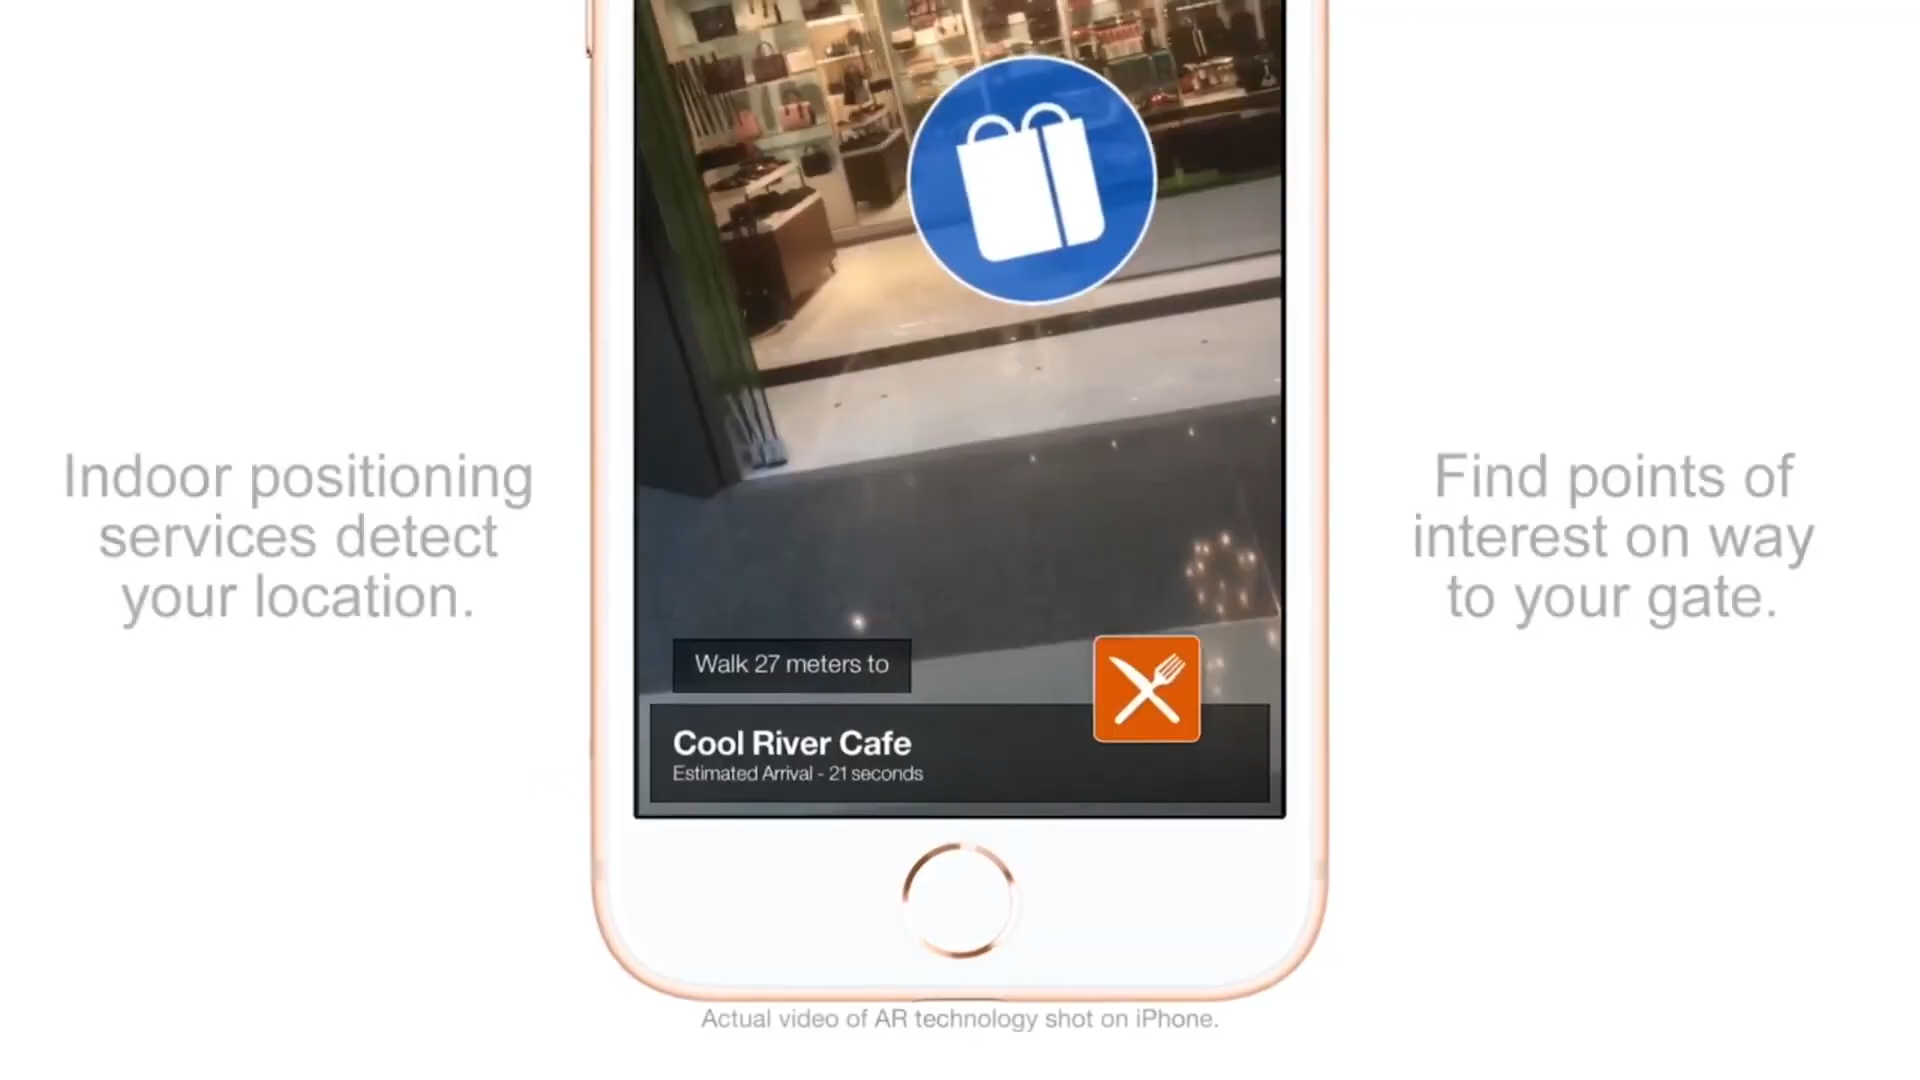 Indoor positioning
services detect
your location.
Find points of
interest on way
to your gate.
Walk 27 meters to
Cool River Cafe
Estimated Arrival - 21 seconds
Actual video of AR technology shot on iPhone.